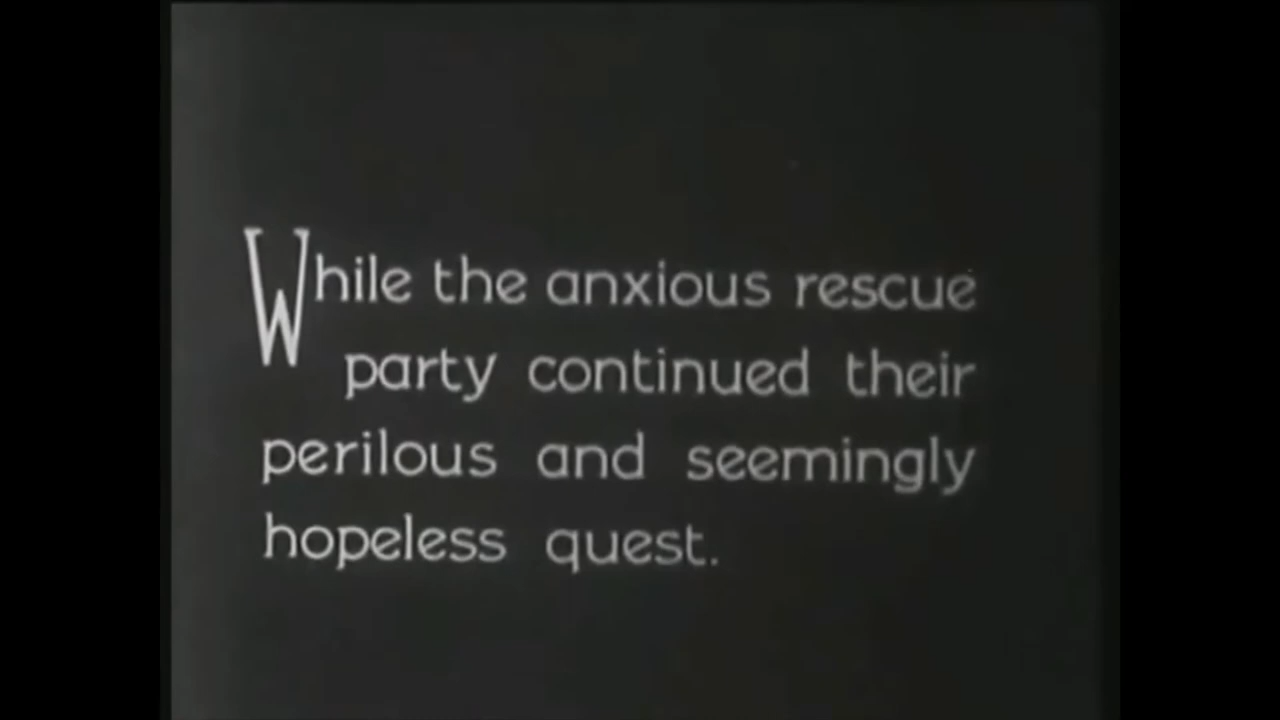 While the anxious rescue
party continued their
perilous and seemingly
hopeless quest.